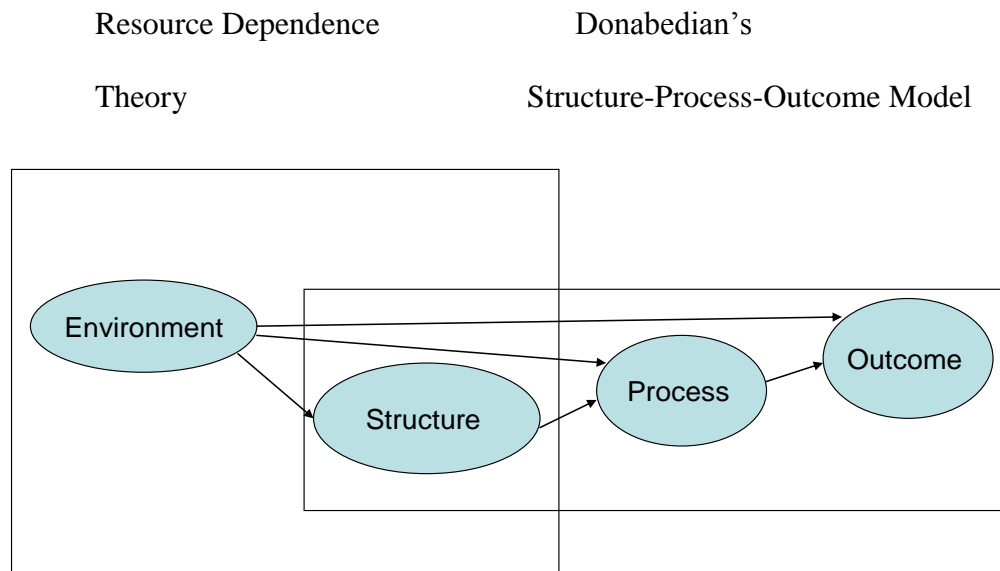 Resource Dependence Donabedian’s
Theory Structure-Process-Outcome Model
Environment
Structure
Process
Outcome